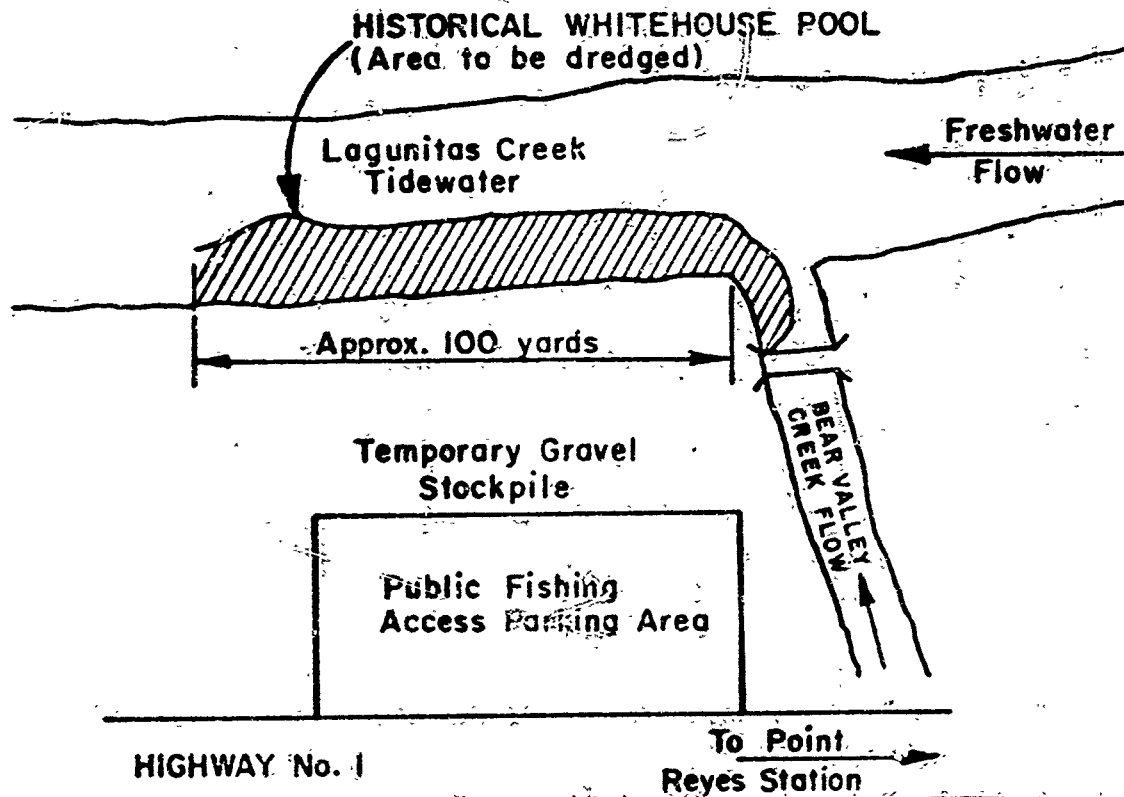 HISTORICAL WHITEHOUSE POOL
(Area to be dredged)
Lagunitas Creek
Tidewater
Freshwater
Flow
Approx. 100 yards
BEAR VALLEY
CREEK FLOW
Temporary Gravel
Stockpile
Public Fishing
Access Parking Area
HIGHWAY No. 1
To Point
Reyes Station